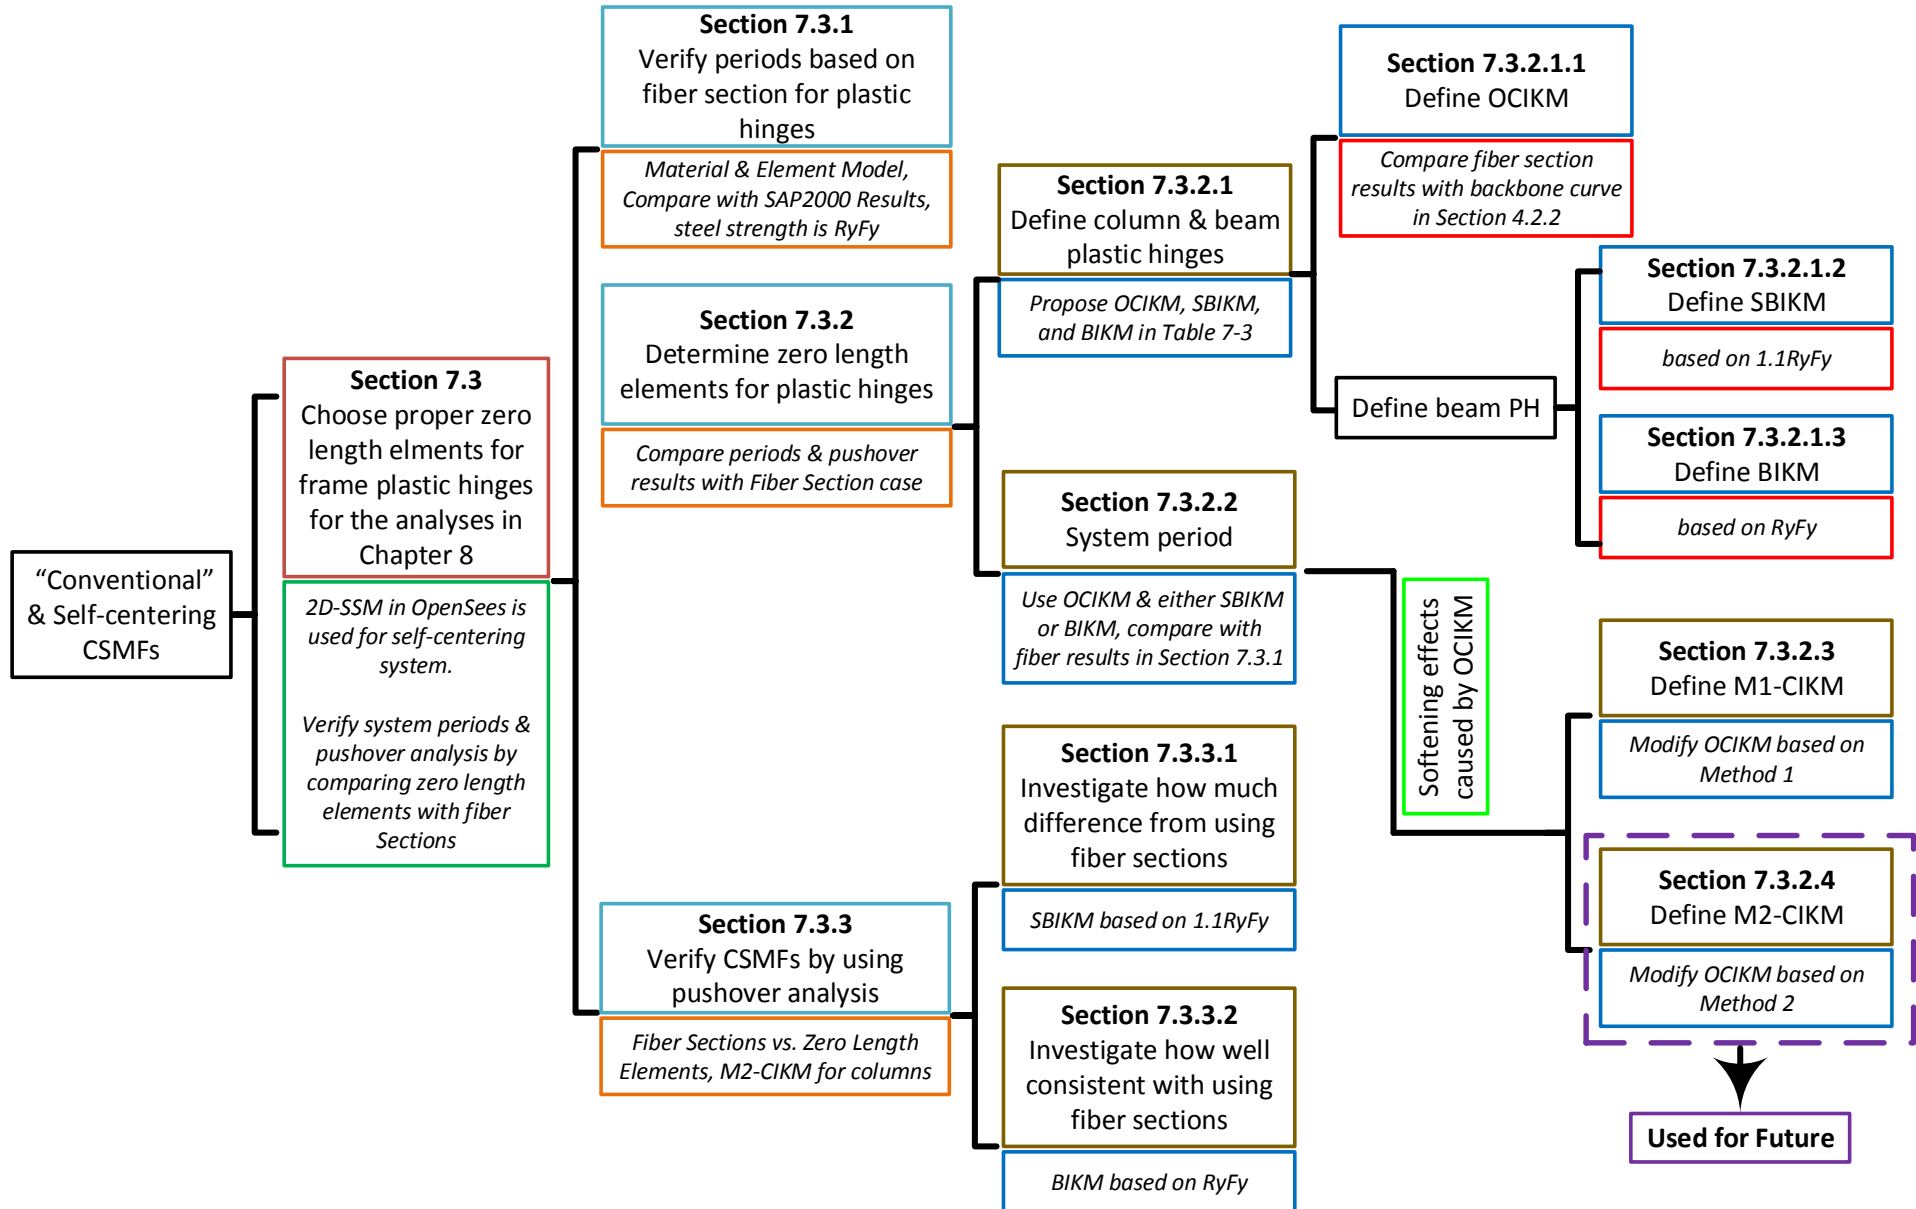 “Conventional”
& Self-centering
CSMFs
Section 7.3
Choose proper zero
length elments for
frame plastic hinges
for the analyses in
Chapter 8
2D-SSM in OpenSees is
used for self-centering
system.
Verify system periods &
pushover analysis by
comparing zero length
elements with fiber
Sections
Section 7.3.1
Verify periods based on
fiber section for plastic
hinges
Material & Element Model,
Compare with SAP2000 Results,
steel strength is RyFy
Section 7.3.2
Determine zero length
elements for plastic hinges
Compare periods & pushover
results with Fiber Section case
Section 7.3.3
Verify CSMFs by using
pushover analysis
Fiber Sections vs. Zero Length
Elements, M2-CIKM for columns
Section 7.3.2.1
Define column & beam
plastic hinges
Propose OCIKM, SBIKM,
and BIKM in Table 7-3
Section 7.3.2.2
System period
Use OCIKM & either SBIKM
or BIKM, compare with
fiber results in Section 7.3.1
Section 7.3.3.1
Investigate how much
difference from using
fiber sections
SBIKM based on 1.1RyFy
Section 7.3.3.2
Investigate how well
consistent with using
fiber sections
BIKM based on RyFy
Section 7.3.2.1.1
Define OCIKM
Compare fiber section
results with backbone curve
in Section 4.2.2
Define beam PH
Section 7.3.2.1.2
Define SBIKM
based on 1.1RyFy
Section 7.3.2.1.3
Define BIKM
based on RyFy
Softening effects
caused by OCIKM
Section 7.3.2.3
Define M1-CIKM
Modify OCIKM based on
Method 1
Section 7.3.2.4
Define M2-CIKM
Modify OCIKM based on
Method 2
Used for Future